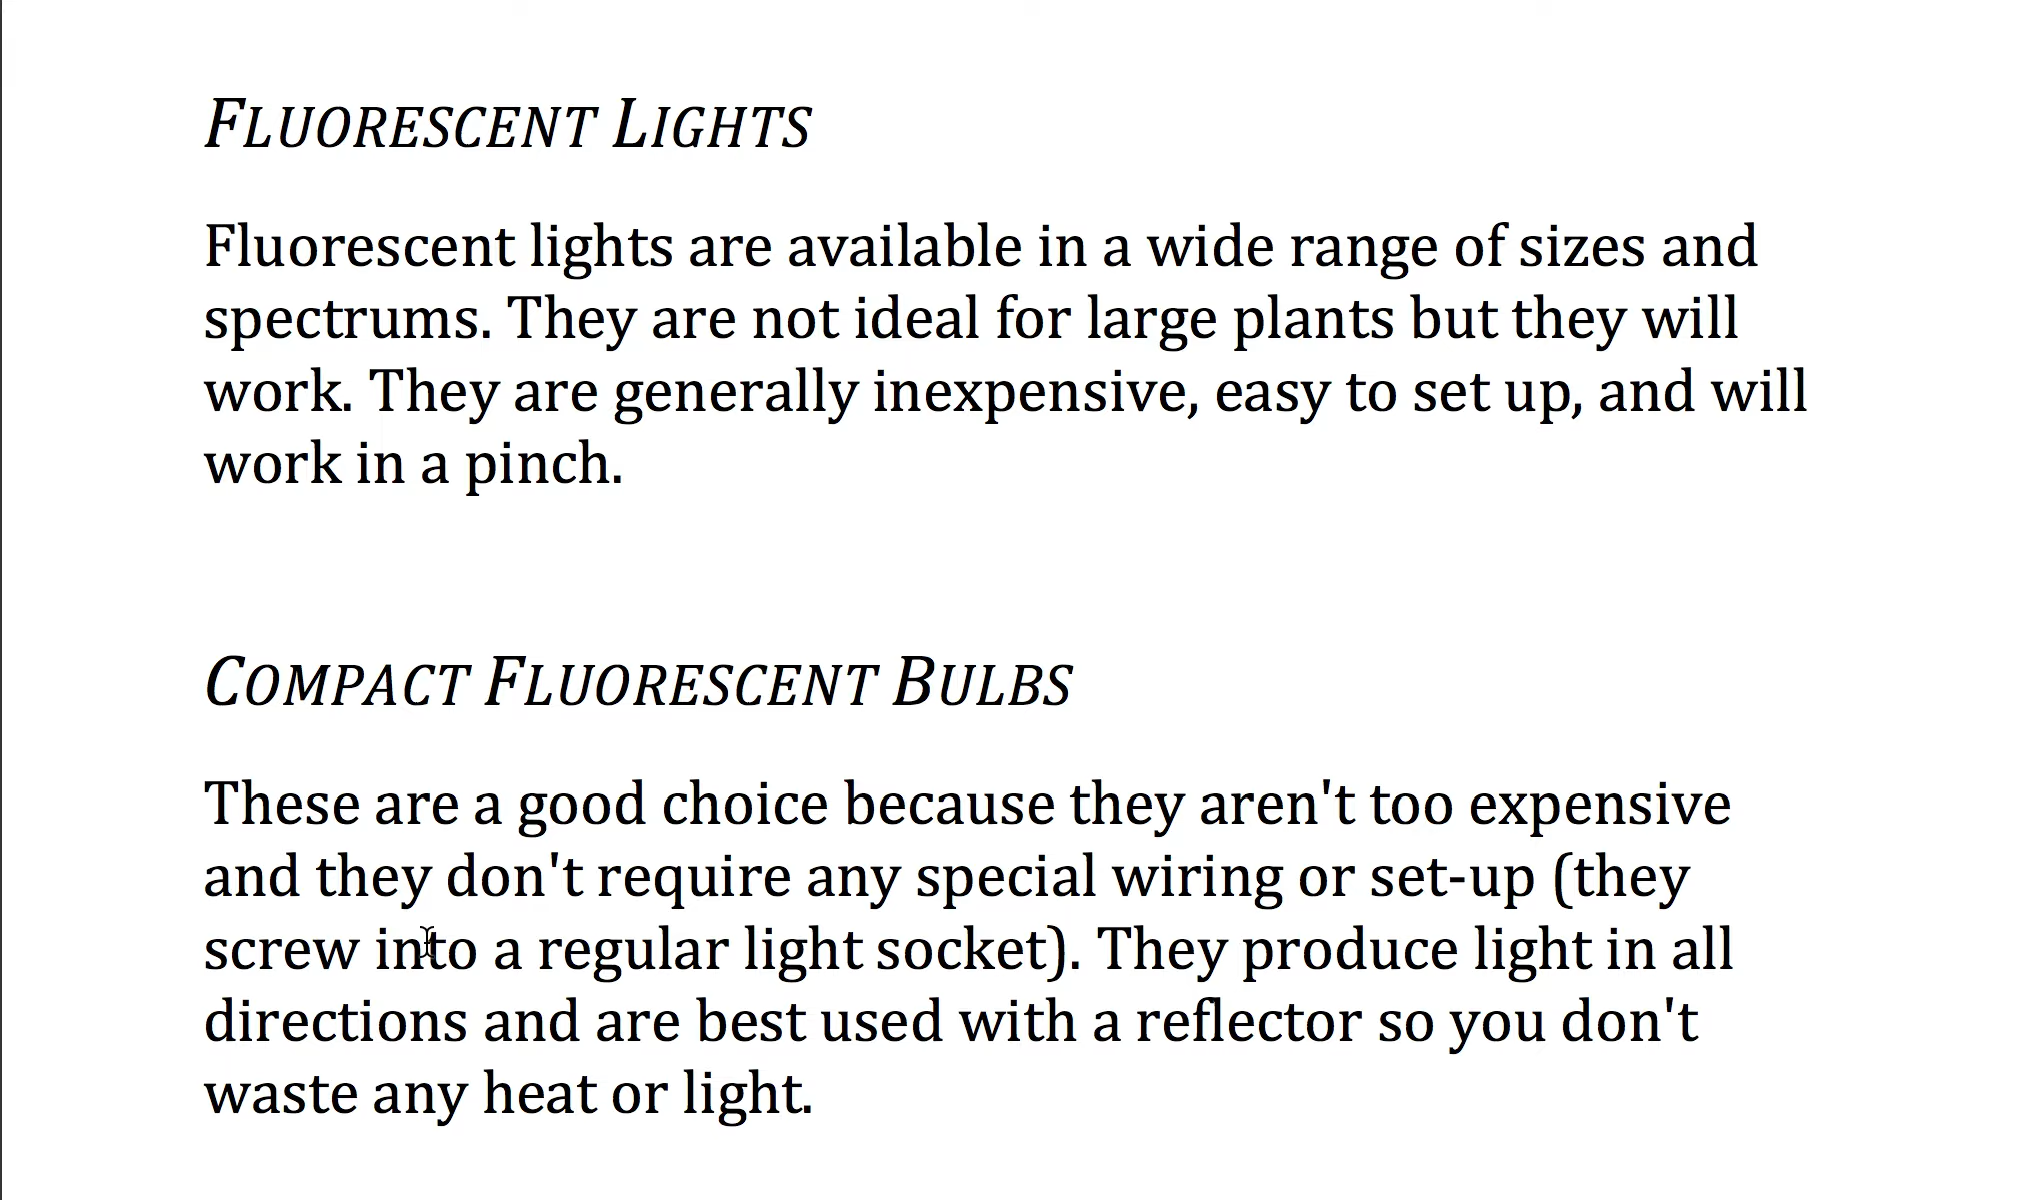 FLUORESCENT LIGHTS
Fluorescent lights are available in a wide range of sizes and
spectrums. They are not ideal for large plants but they will
work. They are generally inexpensive, easy to set up, and will
work in a pinch.
COMPACT FLUORESCENT BULBS
These are a good choice because they aren't too expensive
and they don't require any special wiring or set-up (they
screw into a regular light socket). They produce light in all
directions and are best used with a reflector so you don't
waste any heat or light.